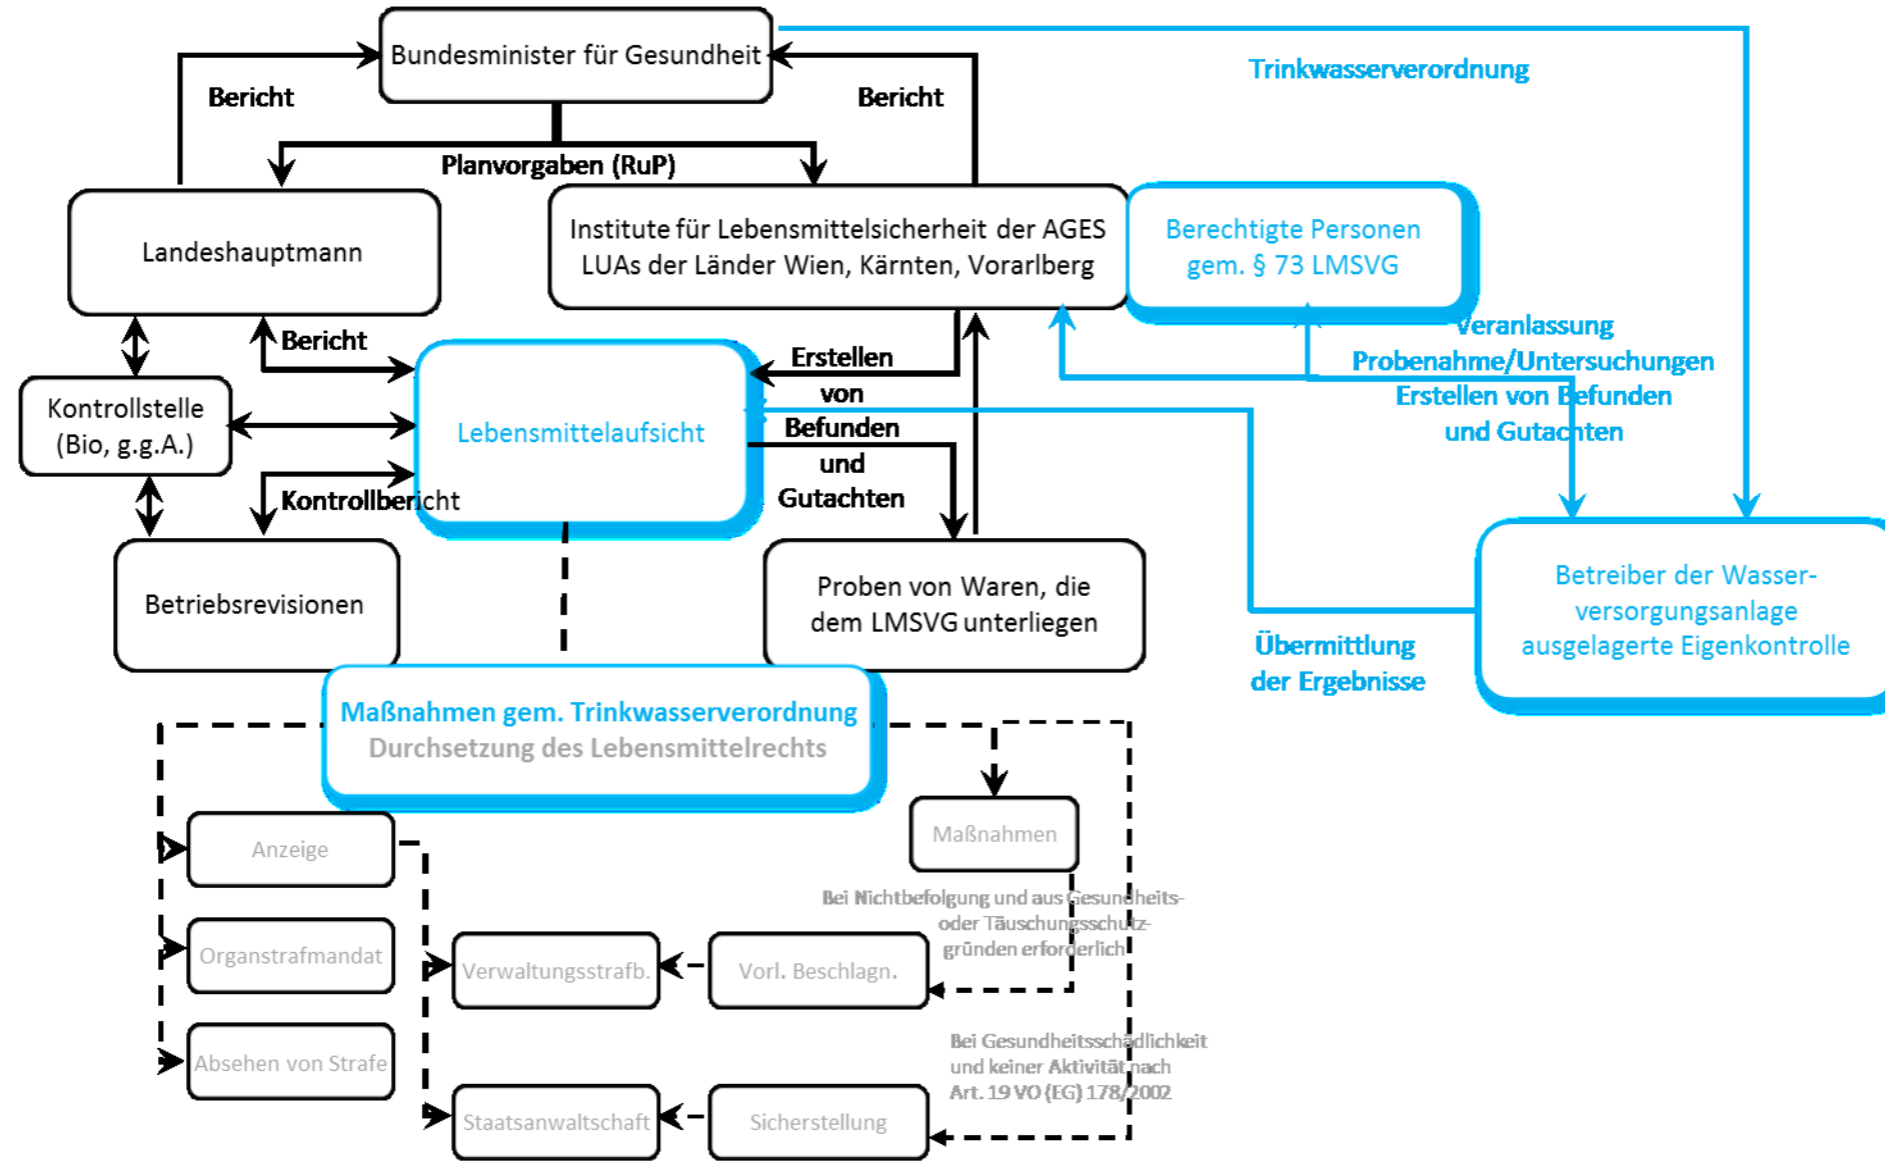 Bundesminister für Gesundheit
Trinkwasserverordnung
Bericht
Bericht
Planvorgaben (RuP)
Landeshauptmann
Institute für Lebensmittelsicherheit der AGES
LUAs der Länder Wien, Kärnten, Vorarlberg
Berechtigte Personen
gem. § 73 LMSVG
Bericht
Veranlassung
Probenahme/Untersuchungen
Erstellen von Befunden
und Gutachten
Erstellen
von
Befunden
und
Gutachten
Kontrollstelle
(Bio, g.g.A.)
Lebensmittelaufsicht
Kontrollbericht
Betriebsrevisionen
Proben von Waren, die
dem LMSVG unterliegen
Betreiber der Wasser-
versorgungsanlage
ausgelagerte Eigenkontrolle
Übermittlung
der Ergebnisse
Maßnahmen gem. Trinkwasserverordnung
Durchsetzung des Lebensmittelrechts
Anzeige
Maßnahmen
Bei Nichtbefolgung und aus Gesundheits-
oder Täuschungsschutz-
gründen erforderlich
Organstrafmandat
Verwaltungsstrafb.
Vorl. Beschlagn.
Absehen von Strafe
Bei Gesundheitsschädlichkeit
und keiner Aktivität nach
Art. 19 VO (EG) 178/2002
Staatsanwaltschaft
Sicherstellung